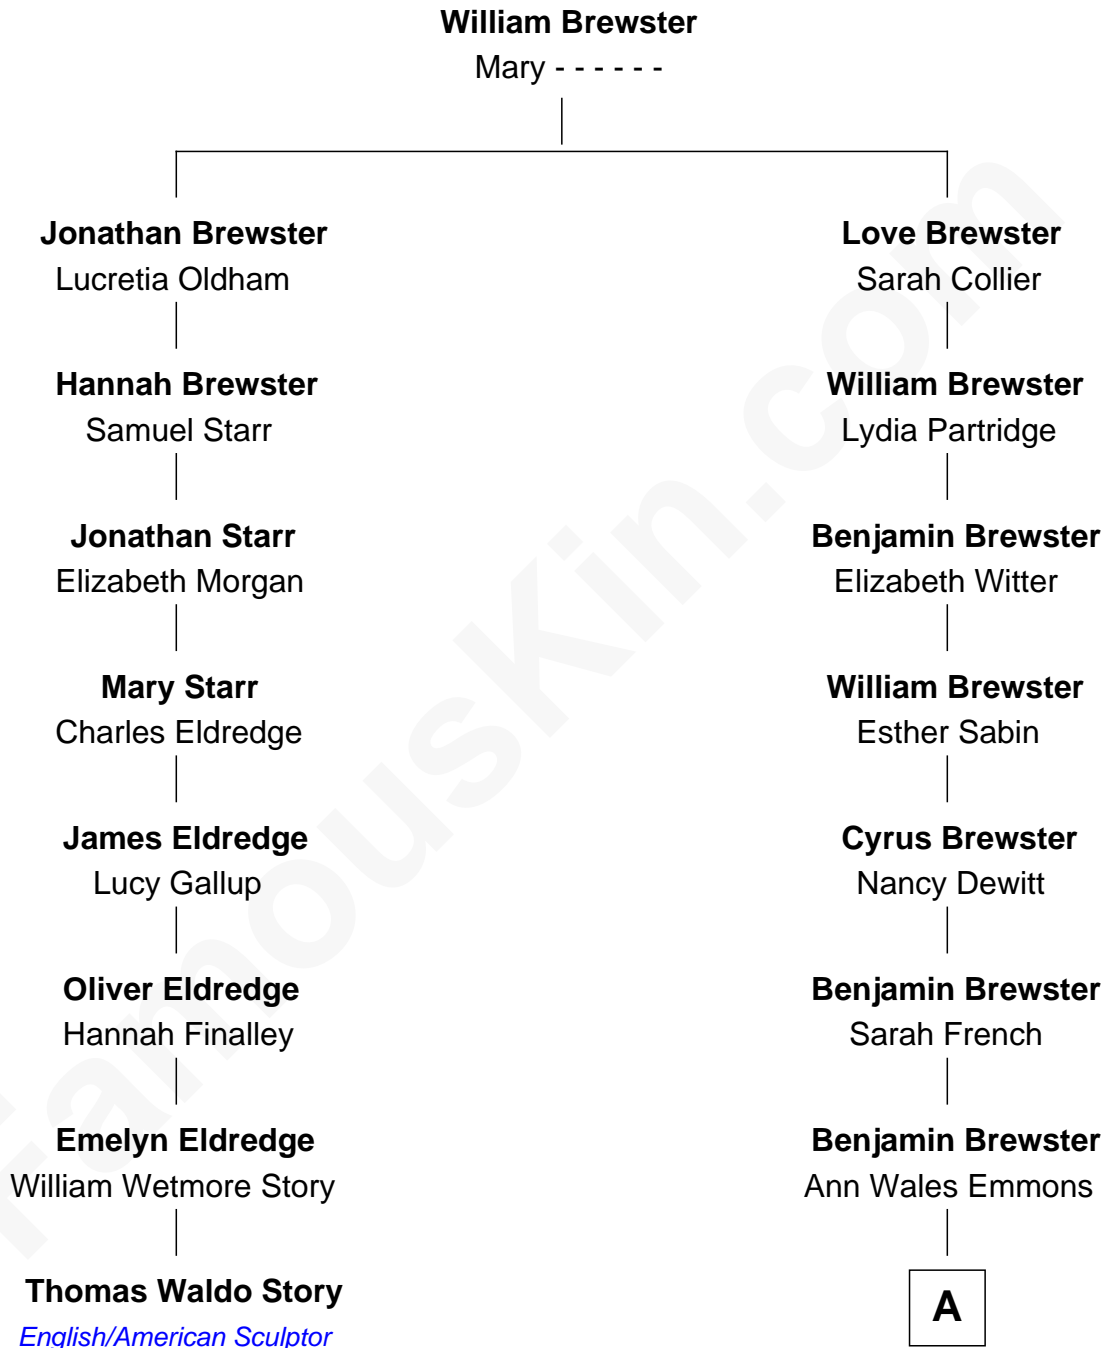 William Brewster
Mary - - - - - -
Jonathan Brewster
Lucretia Oldham
Love Brewster
Sarah Collier
Hannah Brewster
Samuel Starr
William Brewster
Lydia Partridge
Jonathan Starr
Elizabeth Morgan
Benjamin Brewster
Elizabeth Witter
Mary Starr
Charles Eldredge
William Brewster
Esther Sabin
James Eldredge
Lucy Gallup
Cyrus Brewster
Nancy Dewitt
Oliver Eldredge
Hannah Finalley
Benjamin Brewster
Sarah French
Emelyn Eldredge
William Wetmore Story
Benjamin Brewster
Ann Wales Emmons
Thomas Waldo Story
English/American Sculptor
A
FamousKin.com